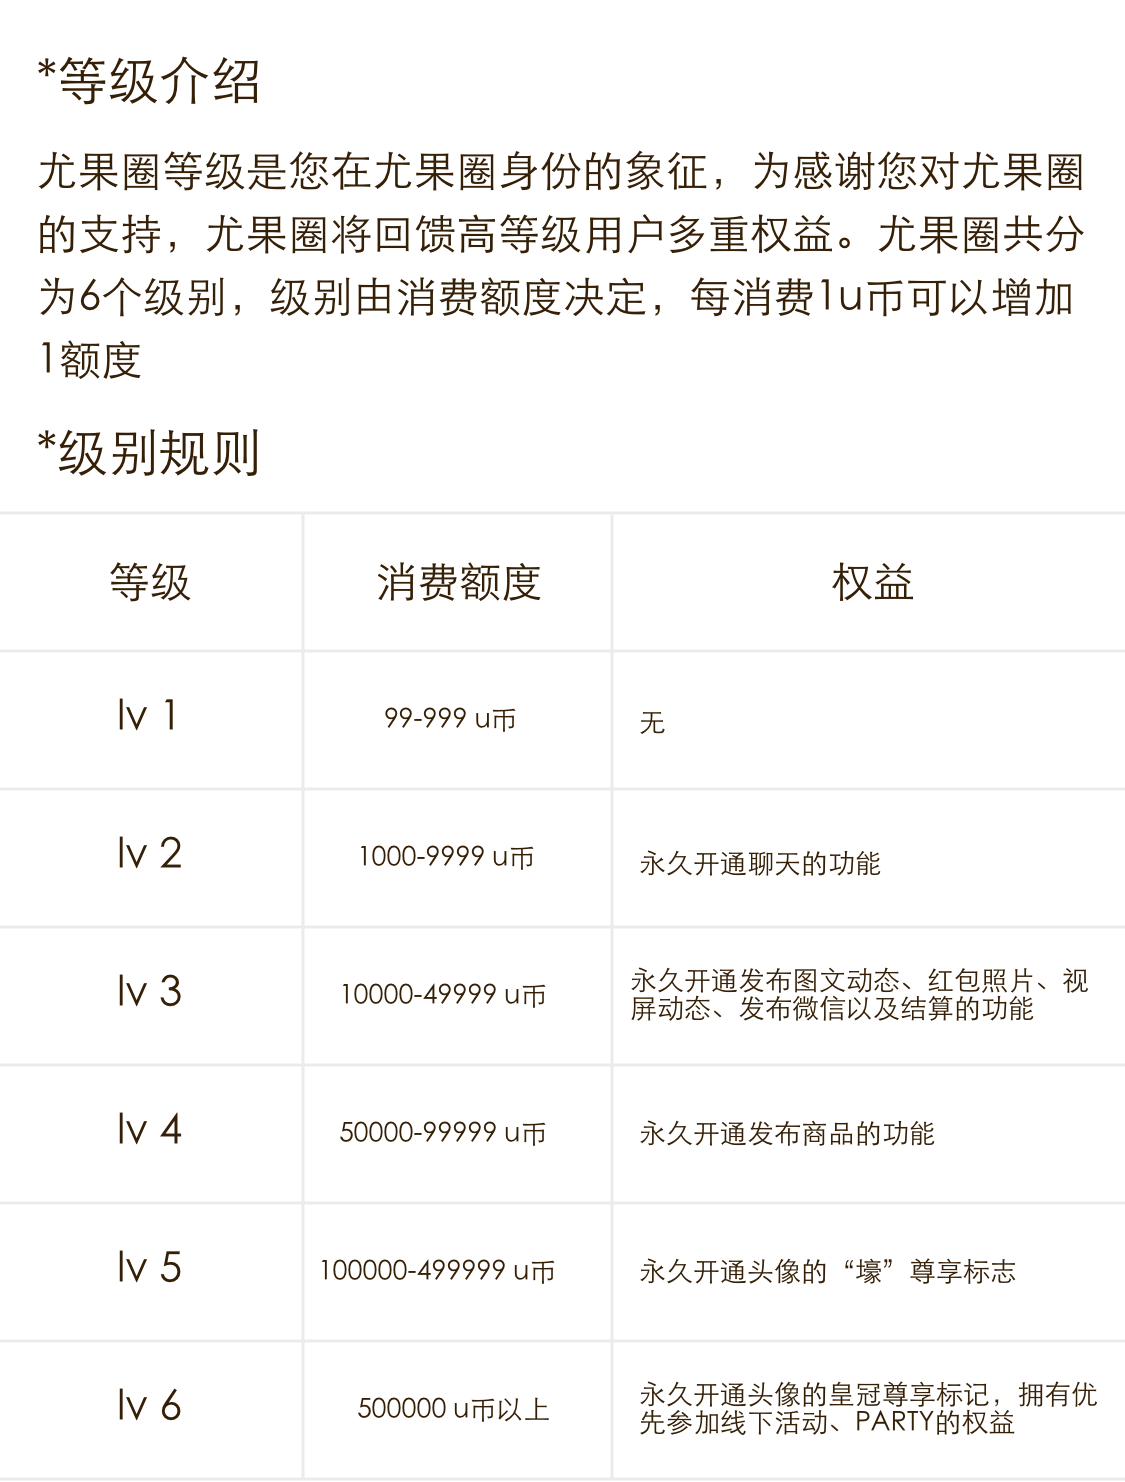 *等级介绍
尤果圈等级是您在尤果圈身份的象征，为感谢您对尤果圈
的支持，尤果圈将回馈高等级用户多重权益。尤果圈共分
为6个级别，级别由消费额度决定，每消费1u币可以增加
1额度
*级别规则
等级 消费额度 权益
lv 1 99-999 u币 无
lv 2 1000-9999 u币 永久开通聊天的功能
lv 3 10000-49999 u币 永久开通发布图文动态、红包照片、视
屏动态、发布微信以及结算的功能
lv 4 50000-99999 u币 永久开通发布商品的功能
lv 5 100000-499999 u币 永久开通头像的“壕”尊享标志
lv 6 500000 u币以上 永久开通头像的皇冠尊享标记，拥有优
先参加线下活动、PARTY的权益